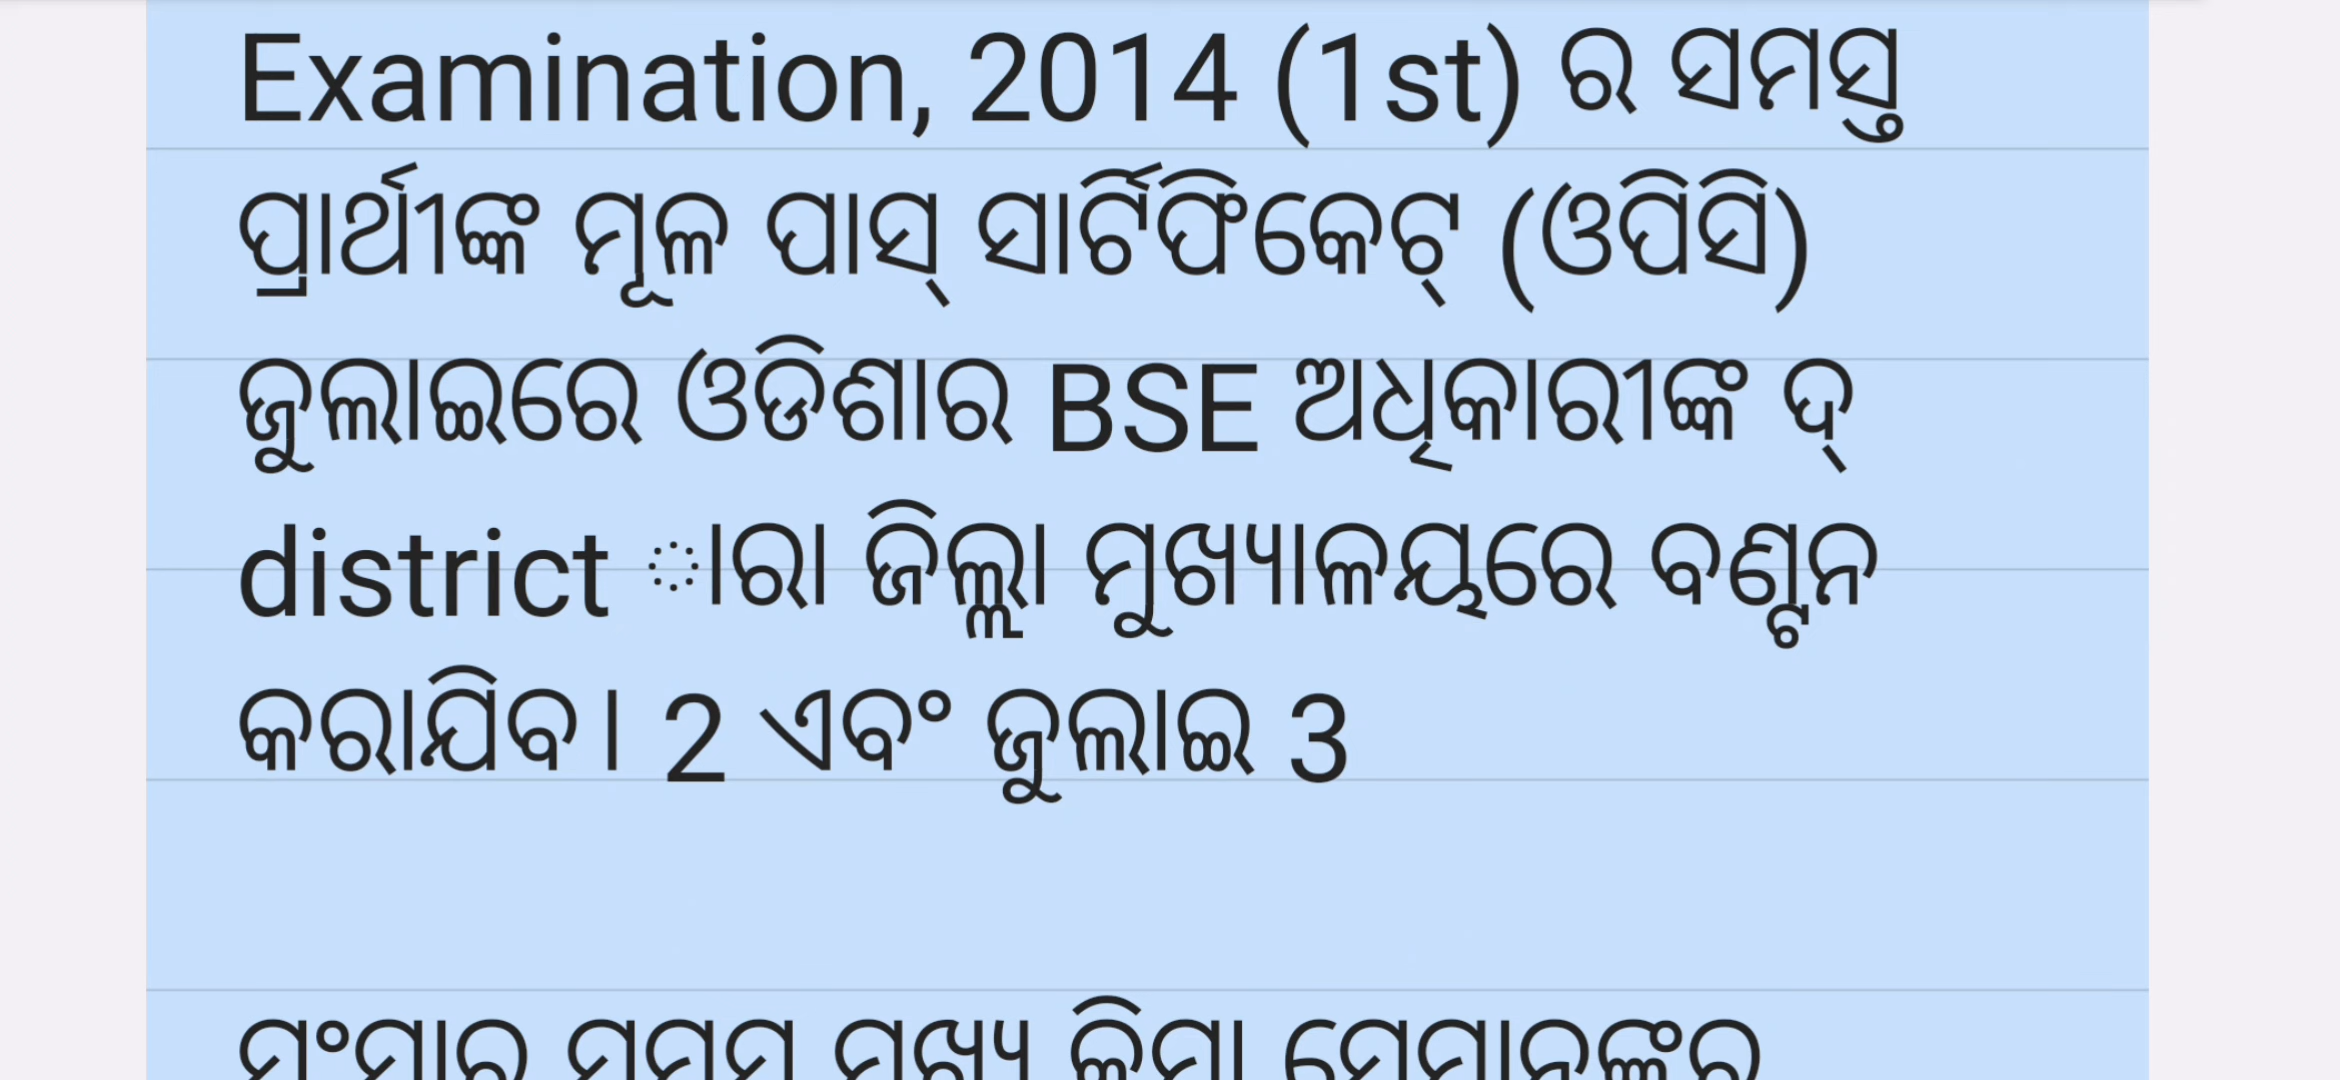 Examination, 2014 (1st) ର ସମସ୍ତ
ପ୍ରାର୍ଥୀଙ୍କ ମୂଳ ପାସ୍ ସାର୍ଟିଫିକେଟ୍ (ଓପିସି)
ଜୁଲାଇରେ ଓଡିଶାର BSE ଅଧିକାରୀଙ୍କ ଦ୍
district ାରା ଜିଲ୍ଲା ମୁଖ୍ୟାଳୟରେ ବଣ୍ଟନ
କରାଯିବ। 2 ଏବଂ ଜୁଲାଇ 3